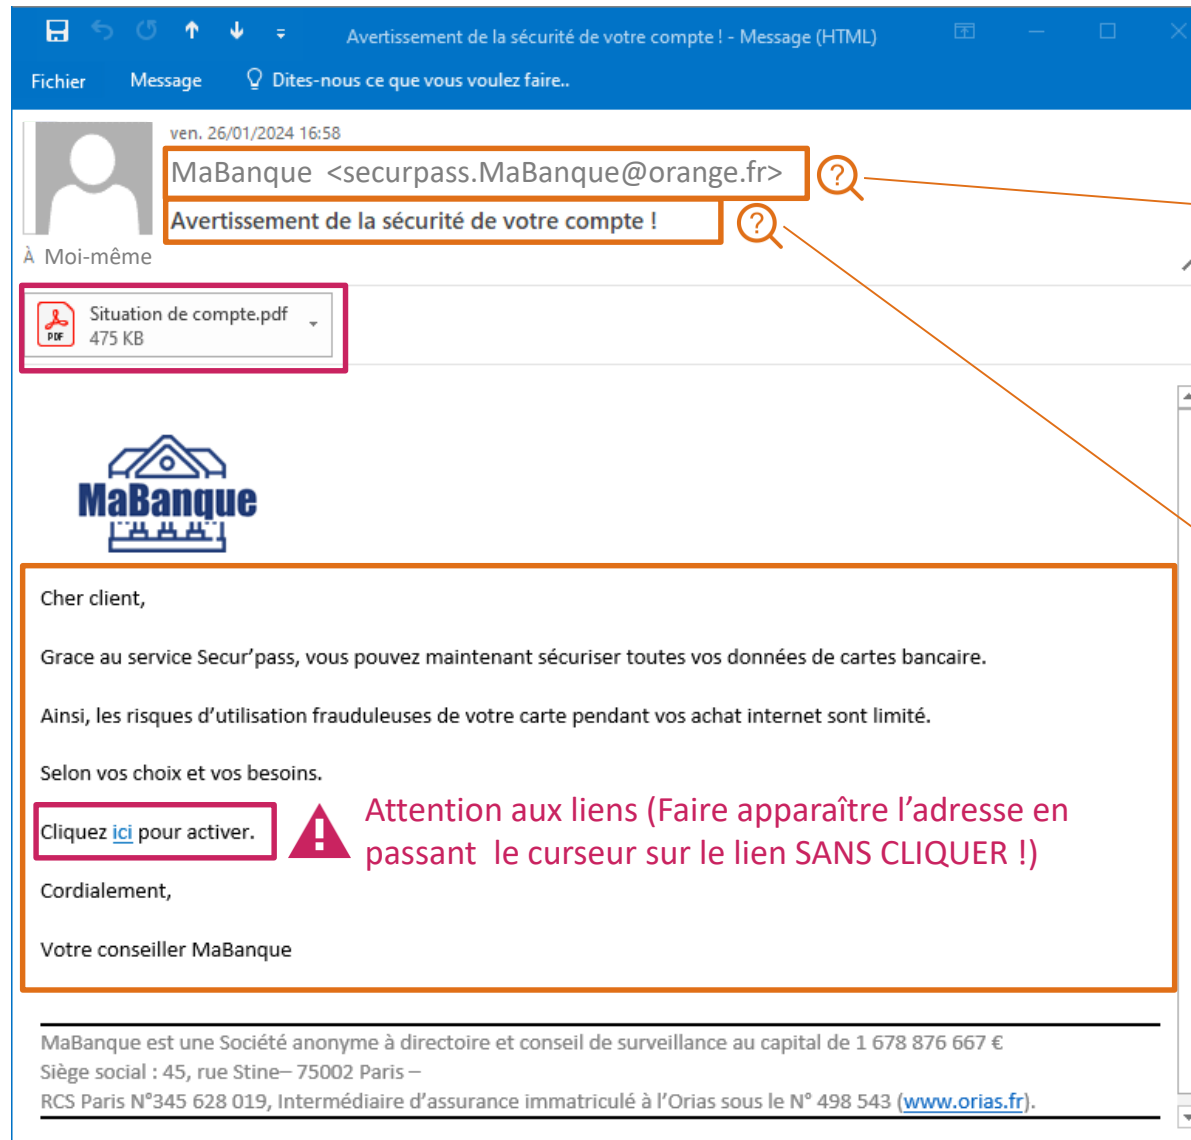 Avertissement de la sécurité de votre compte ! - Message (HTML)
Fichier Message Dites-nous ce que vous voulez faire..
ven. 26/01/2024 16:58
MaBanque <securpass.MaBanque@orange.fr>
?
Avertissement de la sécurité de votre compte !
?
À Moi-même
Situation de compte.pdf
PDF
475 KB
MaBanque
Cher client,
Grace au service Secur’pass, vous pouvez maintenant sécuriser toutes vos données de cartes bancaire.
Ainsi, les risques d’utilisation frauduleuses de votre carte pendant vos achat internet sont limité.
Selon vos choix et vos besoins.
Cliquez ici pour activer.
Attention aux liens (Faire apparaître l’adresse en
passant le curseur sur le lien SANS CLIQUER !)
Cordialement,
Votre conseiller MaBanque
MaBanque est une Société anonyme à directoire et conseil de surveillance au capital de 1 678 876 667 €
Siège social : 45, rue Stine– 75002 Paris –
RCS Paris N°345 628 019, Intermédiaire d’assurance immatriculé à l’Orias sous le N° 498 543 (www.orias.fr).